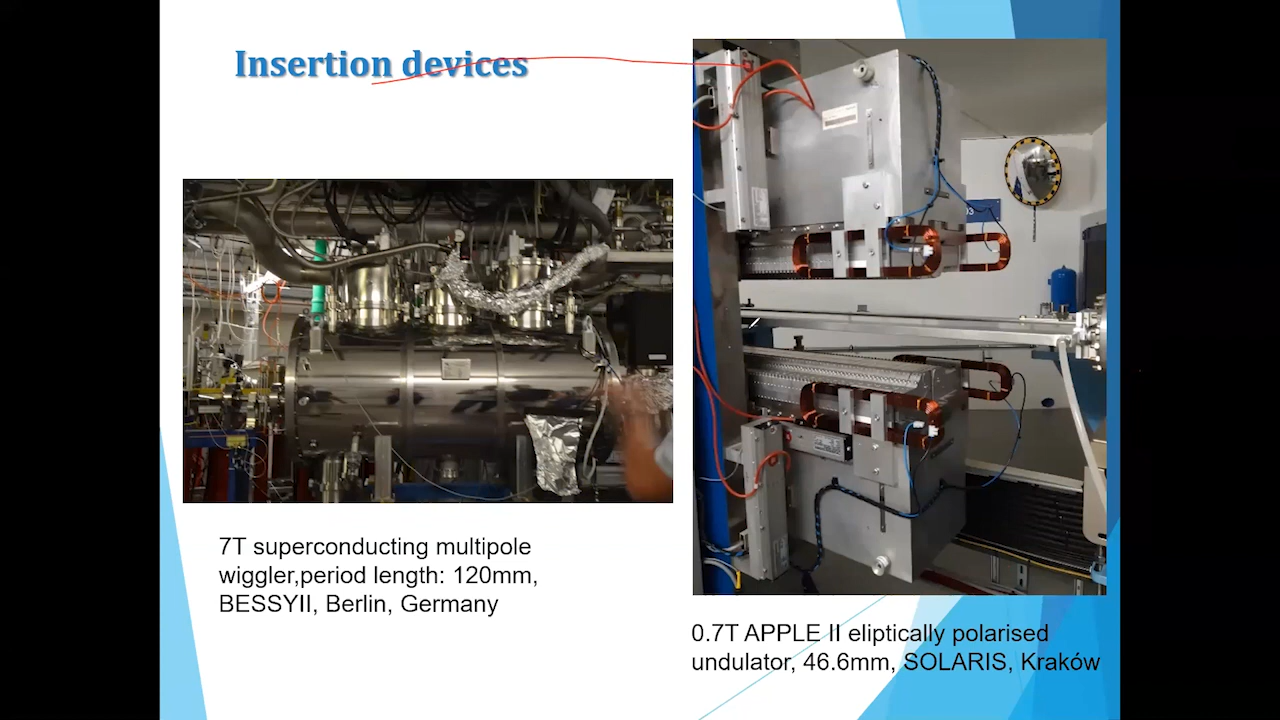 Insertion devices
7T superconducting multipole
wiggler,period length: 120mm,
BESSYII, Berlin, Germany
03
0.7T APPLE II eliptically polarised
undulator, 46.6mm, SOLARIS, Kraków